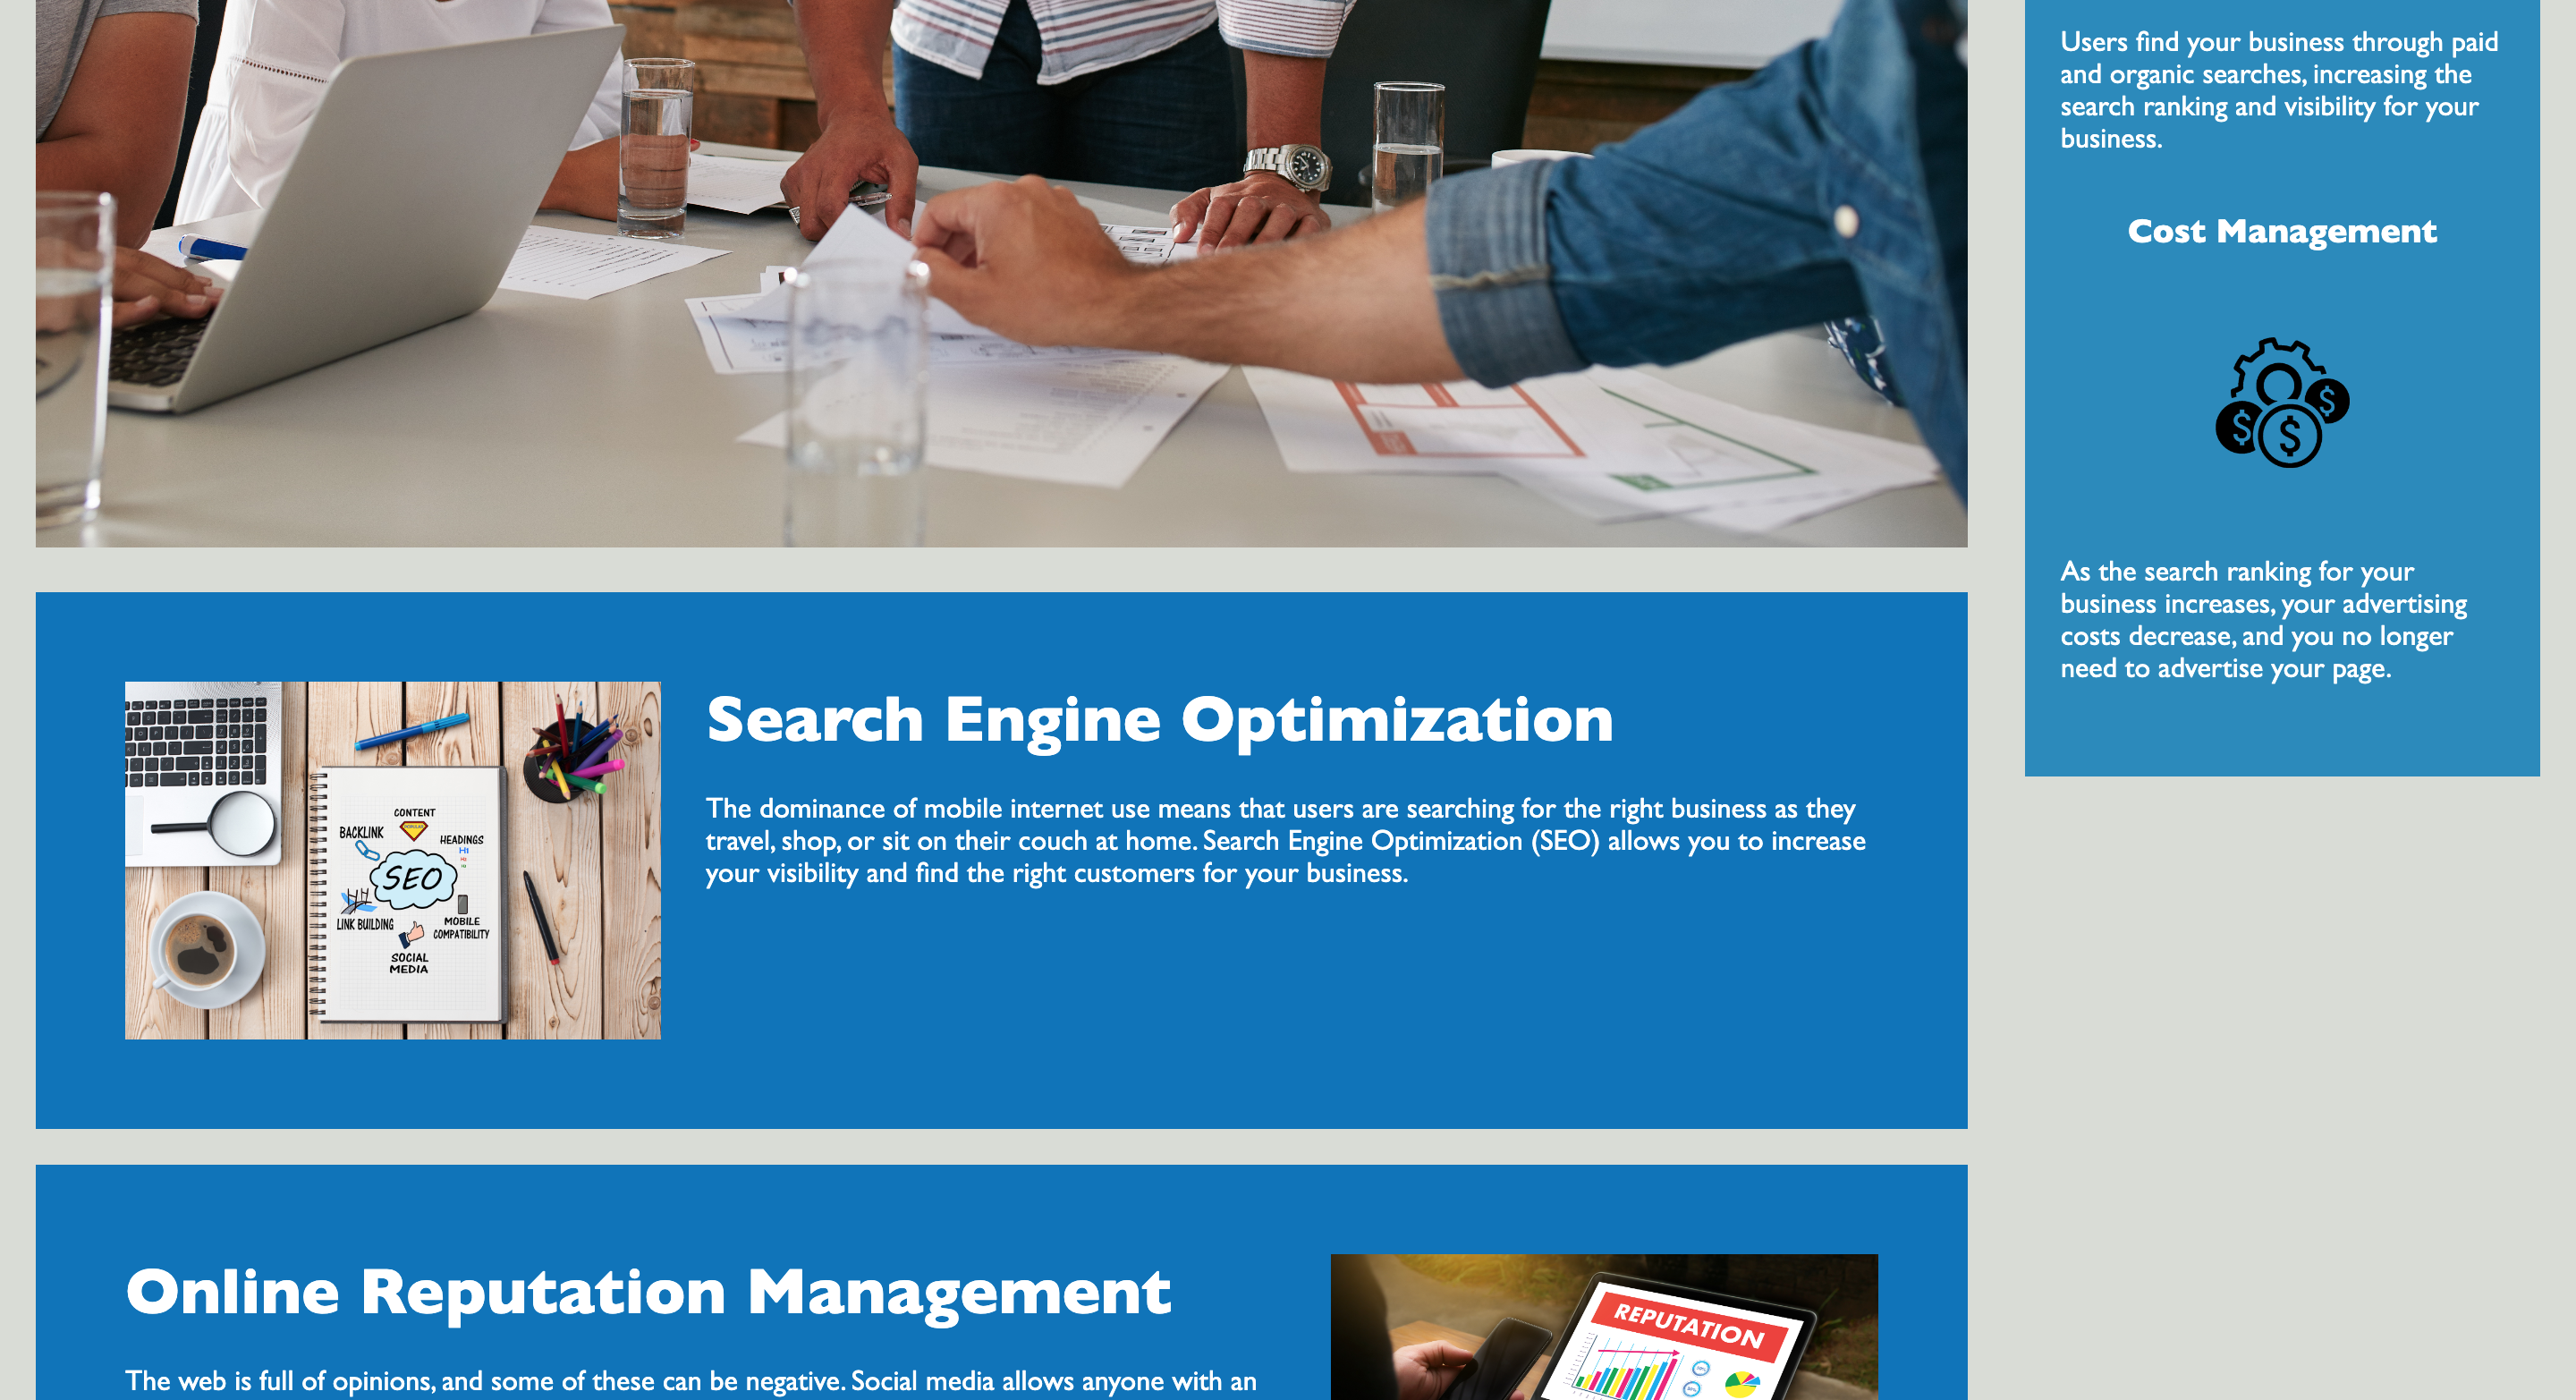 Users find your business through paid
and organic searches, increasing the
search ranking and visibility for your
business.
Cost Management
As the search ranking for your
business increases, your advertising
costs decrease, and you no longer
need to advertise your page.
Search Engine Optimization
The dominance of mobile internet use means that users are searching for the right business as they
travel, shop, or sit on their couch at home. Search Engine Optimization (SEO) allows you to increase
your visibility and find the right customers for your business.
CONTENT
BACKLINK
HEADINGS
H1
SEO
LINK BUILDING
MOBILE
COMPATIBILITY
SOCIAL
MEDIA
Online Reputation Management
The web is full of opinions, and some of these can be negative. Social media allows anyone with an
REPUTATION